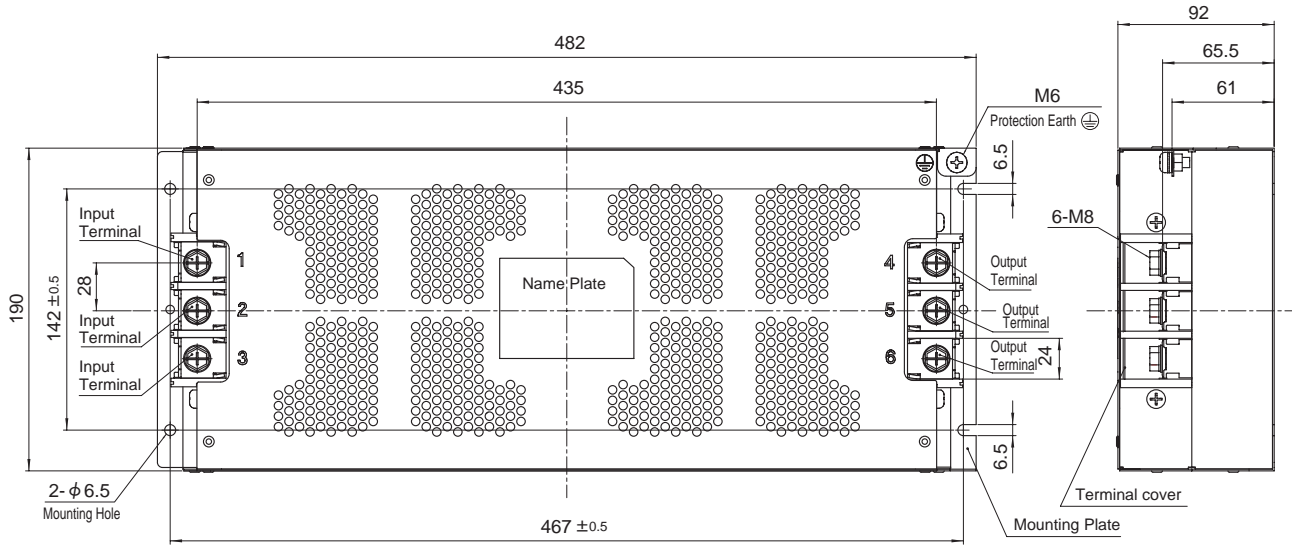 482
435
M6
Protection Earth
6.5
190
142 ±0.5
28
Input
Terminal
1
Input
Terminal
2
Input
Terminal
3
Name Plate
4
Output
Terminal
5
Output
Terminal
6
Output
Terminal
24
6.5
2-ϕ6.5
Mounting Hole
467 ±0.5
Mounting Plate
92
65.5
61
6-M8
Terminal cover